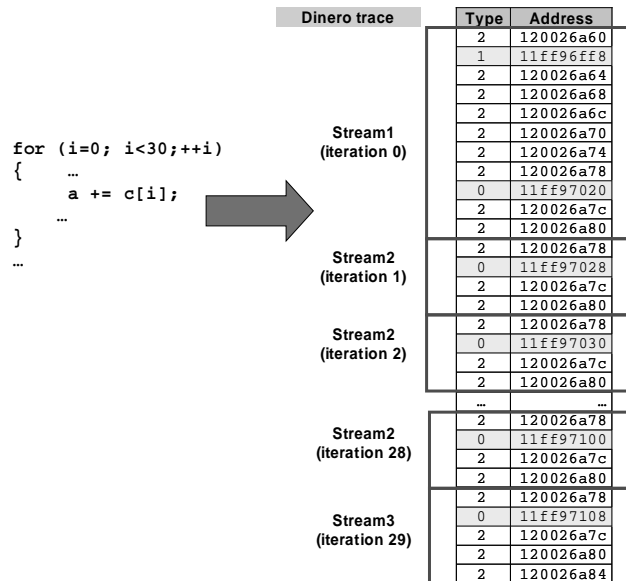 Dinero trace
Type Address
2 120026a60
1 11ff96ff8
2 120026a64
2 120026a68
2 120026a6c
2 120026a70
2 120026a74
2 120026a78
0 11ff97020
2 120026a7c
2 120026a80
Stream1
(iteration 0)
2 120026a78
0 11ff97028
2 120026a7c
2 120026a80
Stream2
(iteration 1)
2 120026a78
0 11ff97030
2 120026a7c
2 120026a80
Stream2
(iteration 2)
… …
2 120026a78
0 11ff97100
2 120026a7c
2 120026a80
Stream2
(iteration 28)
2 120026a78
0 11ff97108
2 120026a7c
2 120026a80
2 120026a84
Stream3
(iteration 29)
for (i=0; i<30;++i)
{ …
a += c[i];
…
}
…